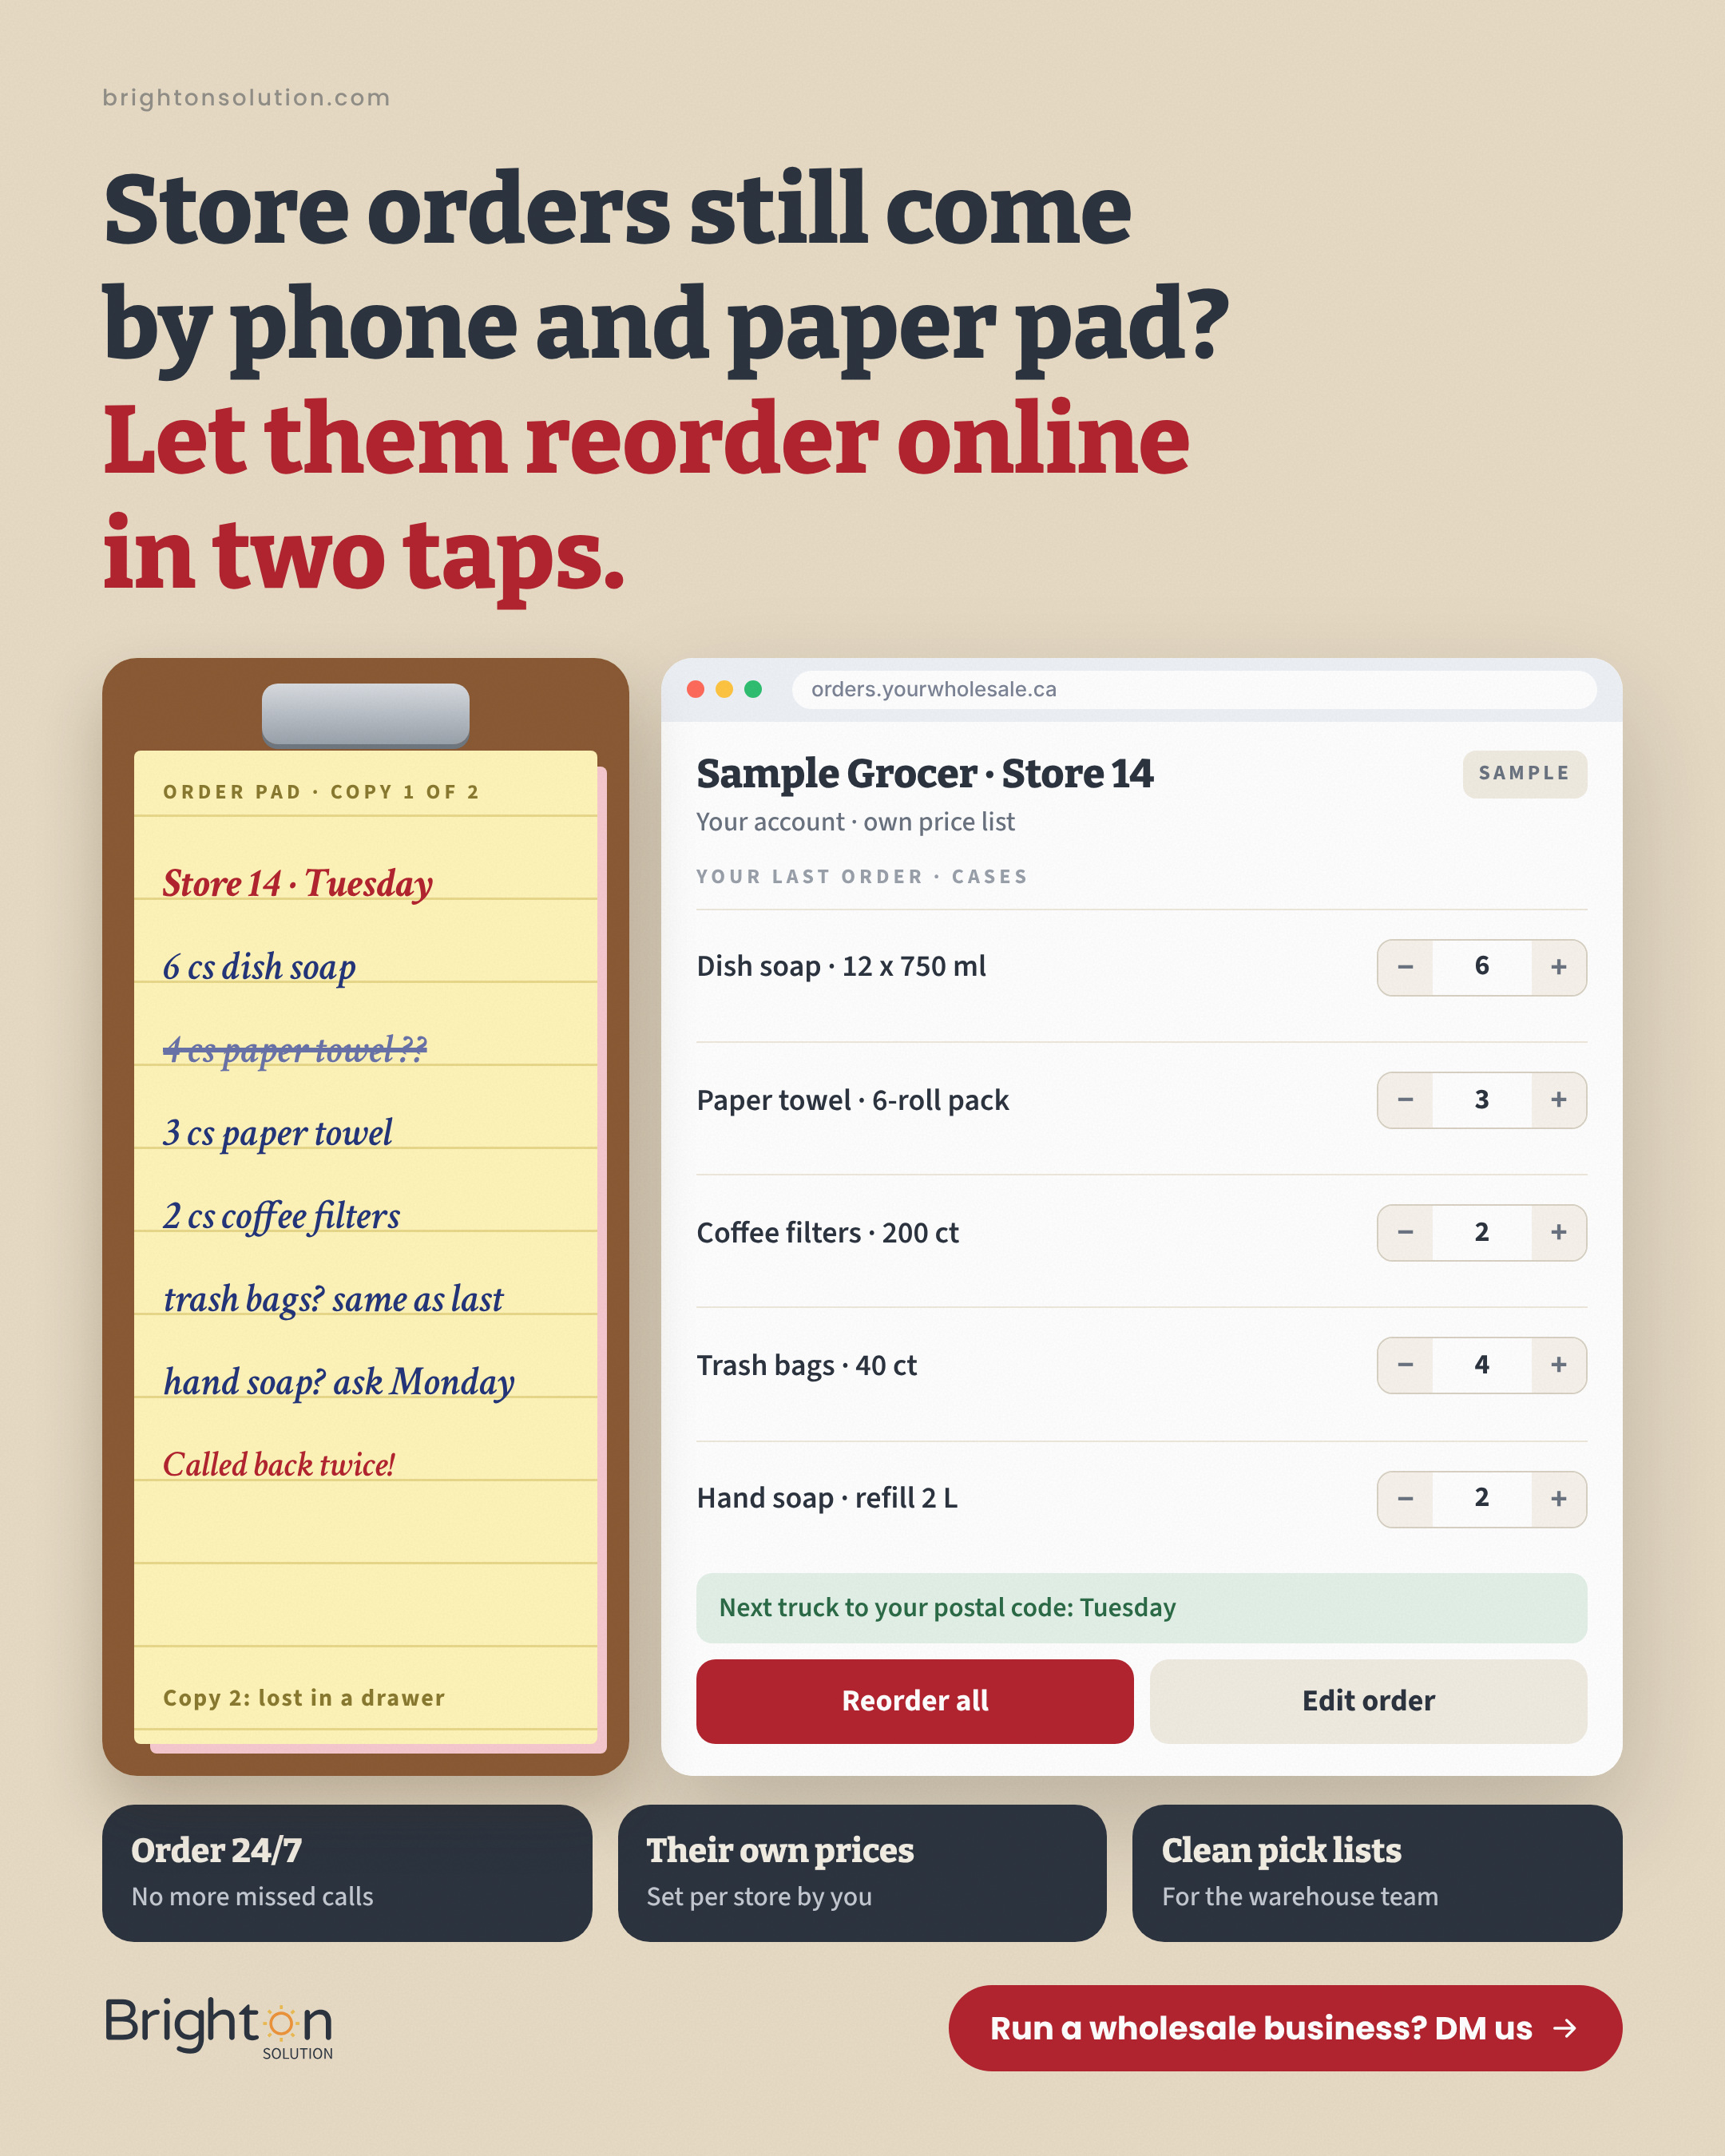 brightonsolution.com
Store orders still come
by phone and paper pad?
Let them reorder online
in two taps.
ORDER PAD · COPY 1 OF 2
Store 14 · Tuesday
6 cs dish soap
4 cs paper towel ??
3 cs paper towel
2 cs coffee filters
trash bags? same as last
hand soap? ask Monday
Called back twice!
Copy 2: lost in a drawer
orders.yourwholesale.ca
Sample Grocer · Store 14
SAMPLE
Your account · own price list
YOUR LAST ORDER · CASES
Dish soap · 12 x 750 ml − 6 +
Paper towel · 6-roll pack − 3 +
Coffee filters · 200 ct − 2 +
Trash bags · 40 ct − 4 +
Hand soap · refill 2 L − 2 +
Next truck to your postal code: Tuesday
Reorder all
Edit order
Order 24/7
No more missed calls
Their own prices
Set per store by you
Clean pick lists
For the warehouse team
Brighton
SOLUTION
Run a wholesale business? DM us →